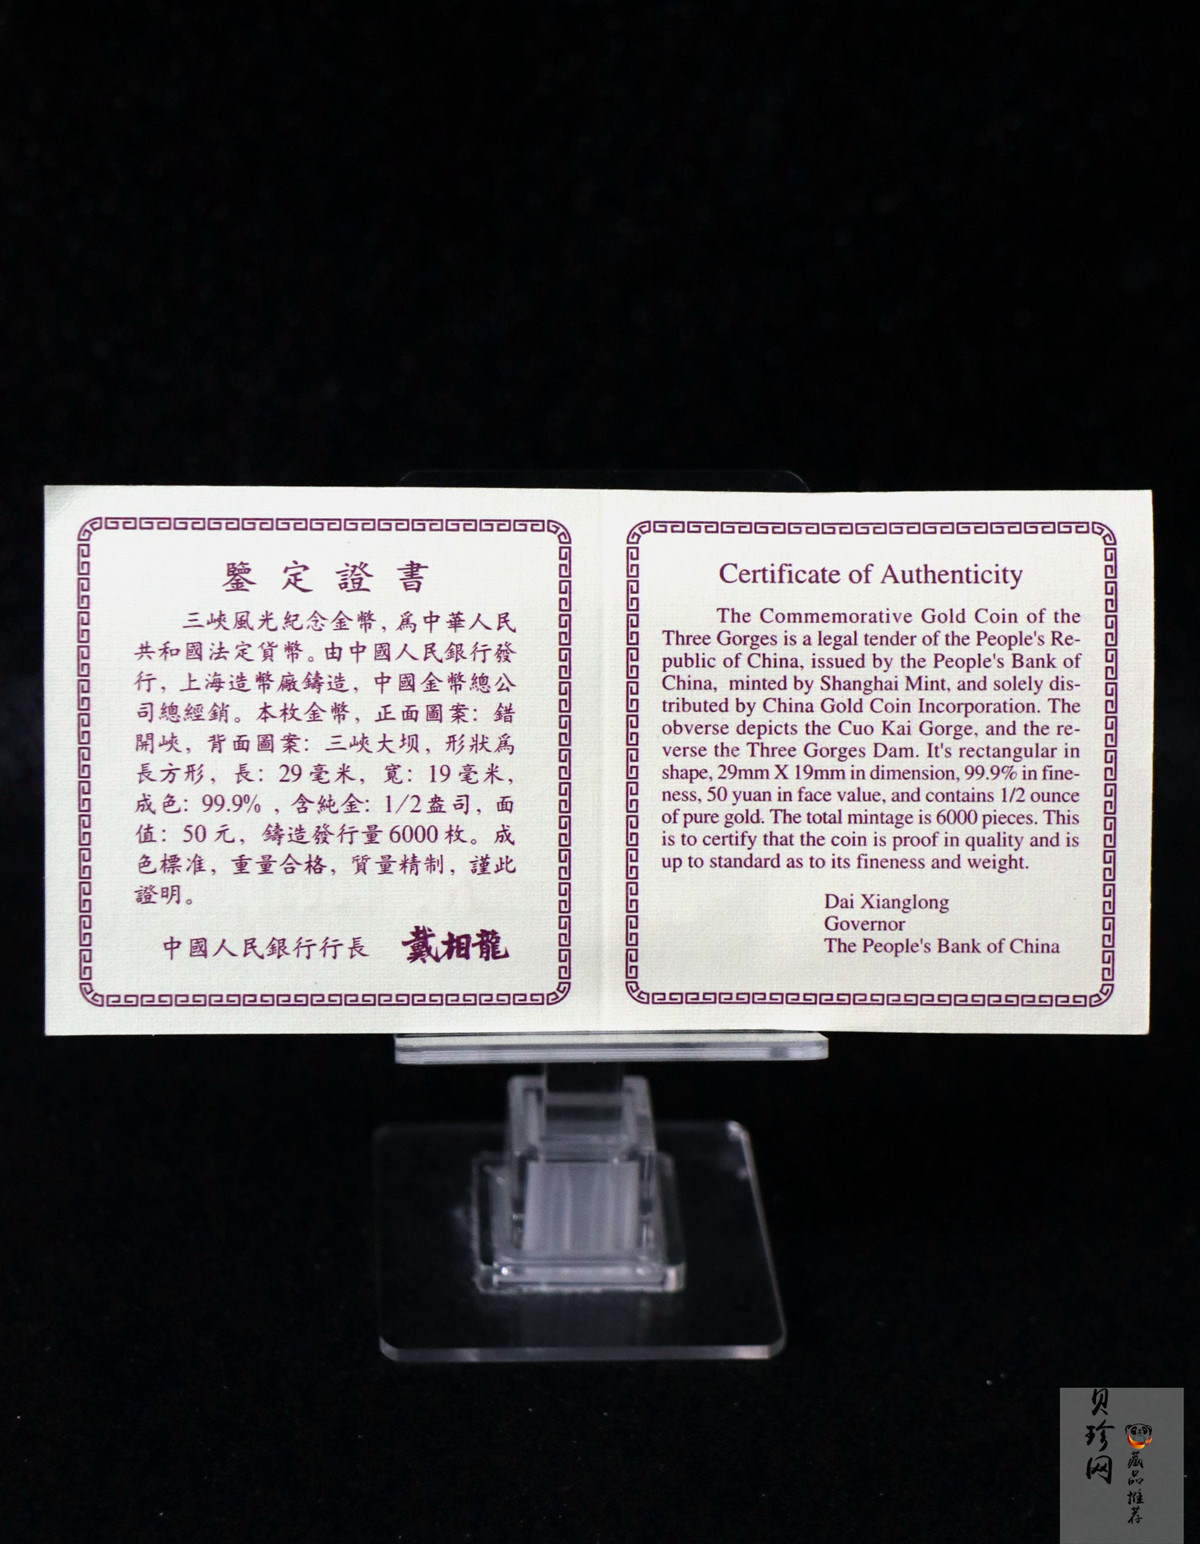 鑒定證書
三峽風光紀念金幣，爲中華人民
共和國法定貨幣。由中國人民銀行發
行，上海造幣廠鑄造，中國金幣總公
司總經銷。本枚金幣，正面圖案：錯
開峽，背面圖案：三峽大坝，形狀爲
長方形，長：29毫米，寬：19毫米，
成色：99.9%，含純金：1/2盎司，面
值：50元，鑄造發行量6000枚。成
色標准，重量合格，質量精制，謹此
證明。
中國人民銀行行長 戴相龍
Certificate of Authenticity
The Commemorative Gold Coin of the
Three Gorges is a legal tender of the People's Re-
public of China, issued by the People's Bank of
China, minted by Shanghai Mint, and solely dis-
tributed by China Gold Coin Incorporation. The
obverse depicts the Cuo Kai Gorge, and the re-
verse the Three Gorges Dam. It's rectangular in
shape, 29mm X 19mm in dimension, 99.9% in fine-
ness, 50 yuan in face value, and contains 1/2 ounce
of pure gold. The total mintage is 6000 pieces. This
is to certify that the coin is proof in quality and is
up to standard as to its fineness and weight.
Dai Xianglong
Governor
The People's Bank of China
贝珍网
藏品推荐